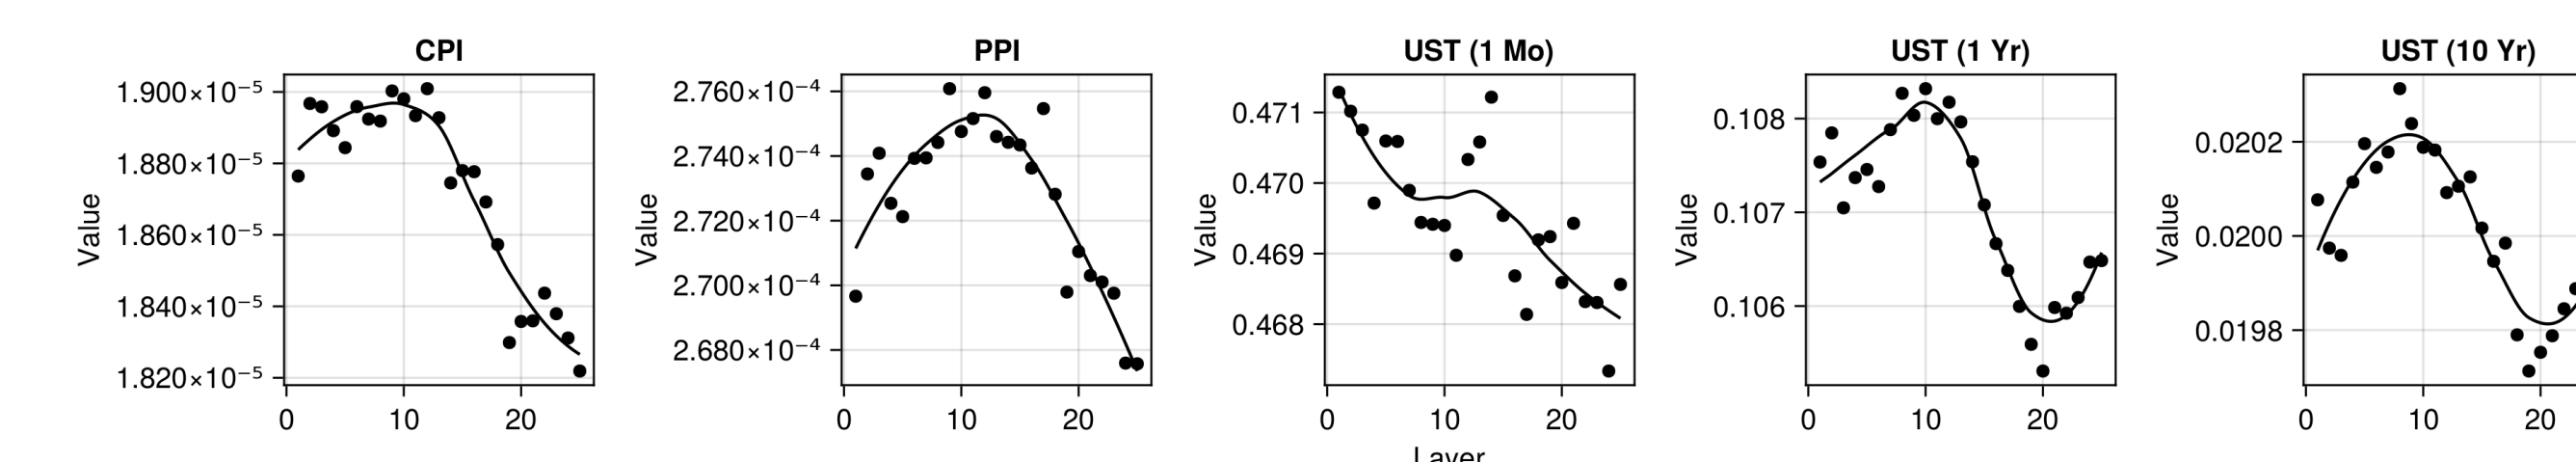 CPI
PPI
UST (1 Mo)
UST (1 Yr)
UST (10 Yr)
Value
1.900×10⁻⁵
1.880×10⁻⁵
1.860×10⁻⁵
1.840×10⁻⁵
1.820×10⁻⁵
0 10 20
Value
2.760×10⁻⁴
2.740×10⁻⁴
2.720×10⁻⁴
2.700×10⁻⁴
2.680×10⁻⁴
0 10 20
Value
0.471
0.470
0.469
0.468
0 10 20
Value
0.108
0.107
0.106
0 10 20
Value
0.0202
0.0200
0.0198
0 10 20
Layer